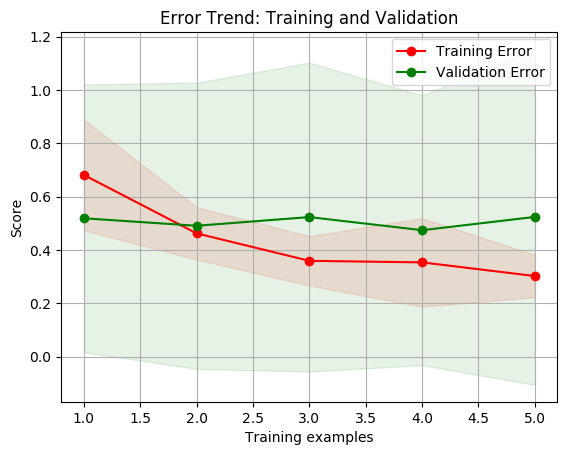 Error Trend: Training and Validation
Training Error
Validation Error
Score
1.2
1.0
0.8
0.6
0.4
0.2
0.0
1.0 1.5 2.0 2.5 3.0 3.5 4.0 4.5 5.0
Training examples